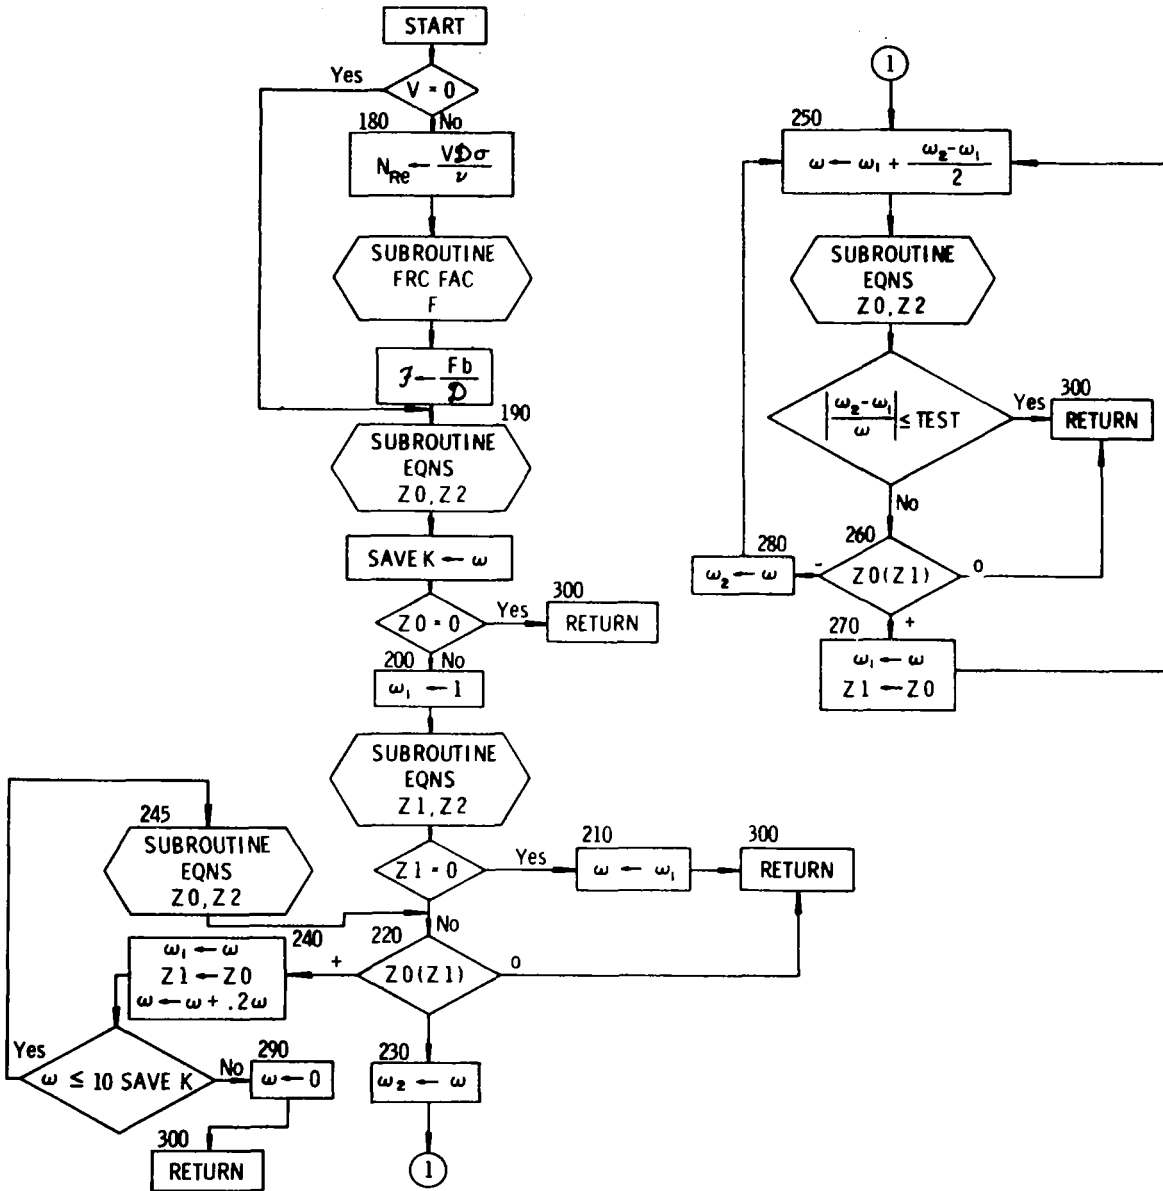 START
V = 0
Yes
No
180
N_Re ← V𝒟σ / ν
SUBROUTINE
FRC FAC
F
ℱ ← Fb / 𝒟
190
SUBROUTINE
EQNS
Z0, Z2
SAVE K ← ω
Z0 = 0
Yes
300
RETURN
No
200
ω₁ ← 1
SUBROUTINE
EQNS
Z1, Z2
Z1 = 0
Yes
210
ω ← ω₁
300
RETURN
No
220
Z0(Z1)
+
0
240
ω₁ ← ω
Z1 ← Z0
ω ← ω + .2ω
245
SUBROUTINE
EQNS
Z0, Z2
Yes
ω ≤ 10 SAVE K
No
290
ω ← 0
300
RETURN
230
ω₂ ← ω
1
1
250
ω ← ω₁ + (ω₂ - ω₁) / 2
SUBROUTINE
EQNS
Z0, Z2
|(ω₂ - ω₁) / ω| ≤ TEST
Yes
300
RETURN
No
260
Z0(Z1)
-
0
+
280
ω₂ ← ω
270
ω₁ ← ω
Z1 ← Z0